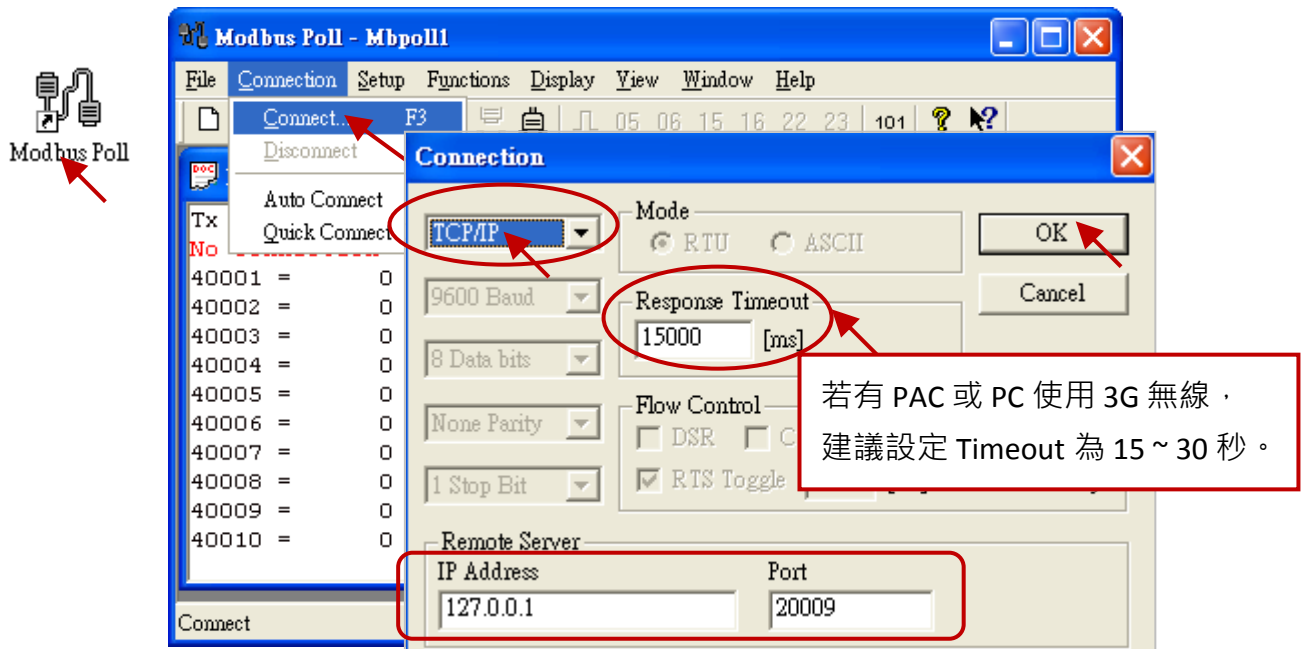 Modbus Poll
Modbus Poll - Mbpoll1
File Connection Setup Functions Display View Window Help
Connect... F3
05 06 15 16 22 23 101
Disconnect
Auto Connect
Quick Connect
Tx
No Connection
40001 = 0
40002 = 0
40003 = 0
40004 = 0
40005 = 0
40006 = 0
40007 = 0
40008 = 0
40009 = 0
40010 = 0
Connect
Connection
TCP/IP
9600 Baud
8 Data bits
None Parity
1 Stop Bit
Mode
RTU ASCII
Response Timeout
15000 [ms]
Flow Control
DSR C
RTS Toggle
OK
Cancel
若有 PAC 或 PC 使用 3G 無線，
建議設定 Timeout 為 15 ~ 30 秒。
Remote Server
IP Address Port
127.0.0.1 20009